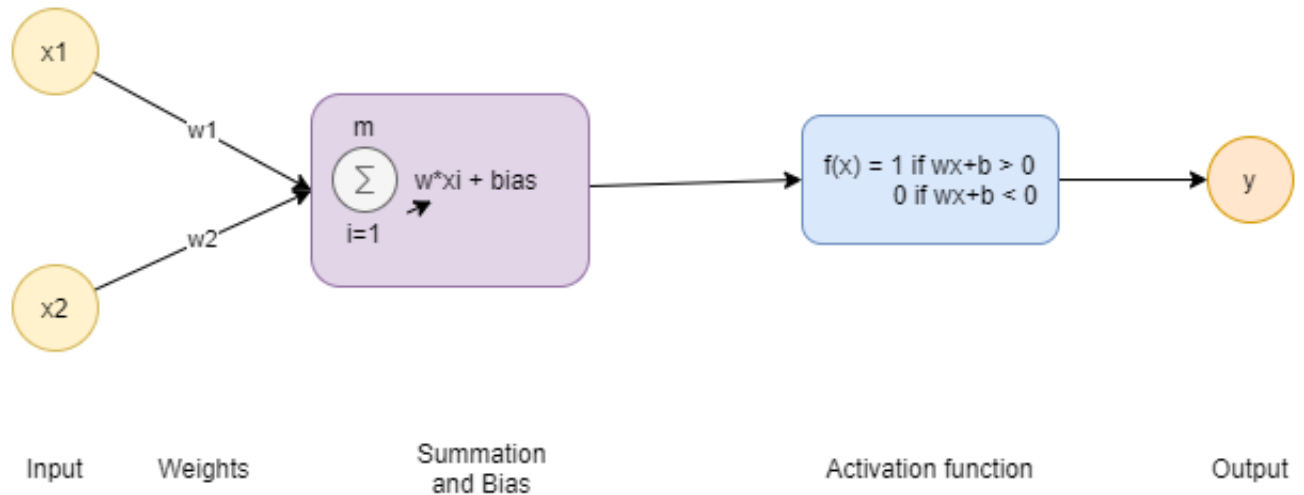 x1
w1
m
∑ w*xi + bias
i=1
f(x) = 1 if wx+b > 0
0 if wx+b < 0
y
w2
x2
Input
Weights
Summation
and Bias
Activation function
Output